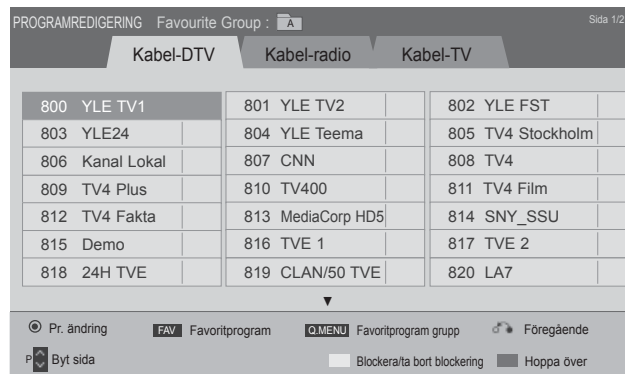 PROGRAMREDIGERING Favourite Group : A Sida 1/2
Kabel-DTV Kabel-radio Kabel-TV
800 YLE TV1 801 YLE TV2 802 YLE FST
803 YLE24 804 YLE Teema 805 TV4 Stockholm
806 Kanal Lokal 807 CNN 808 TV4
809 TV4 Plus 810 TV400 811 TV4 Film
812 TV4 Fakta 813 MediaCorp HD5 814 SNY_SSU
815 Demo 816 TVE 1 817 TVE 2
818 24H TVE 819 CLAN/50 TVE 820 LA7
Pr. ändring FAV Favoritprogram Q.MENU Favoritprogram grupp Föregående
P Byt sida Blockera/ta bort blockering Hoppa över